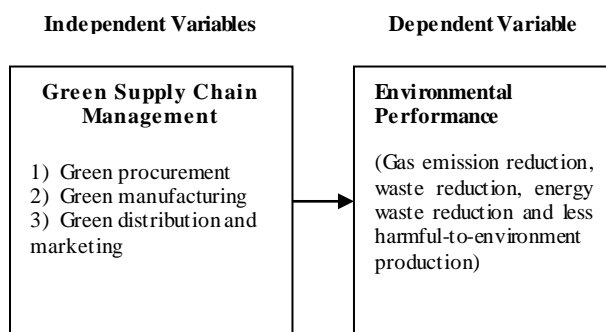 Independent Variables
Dependent Variable
Green Supply Chain
Management
1) Green procurement
2) Green manufacturing
3) Green distribution and
marketing
Environmental
Performance
(Gas emission reduction,
waste reduction, energy
waste reduction and less
harmful-to-environment
production)